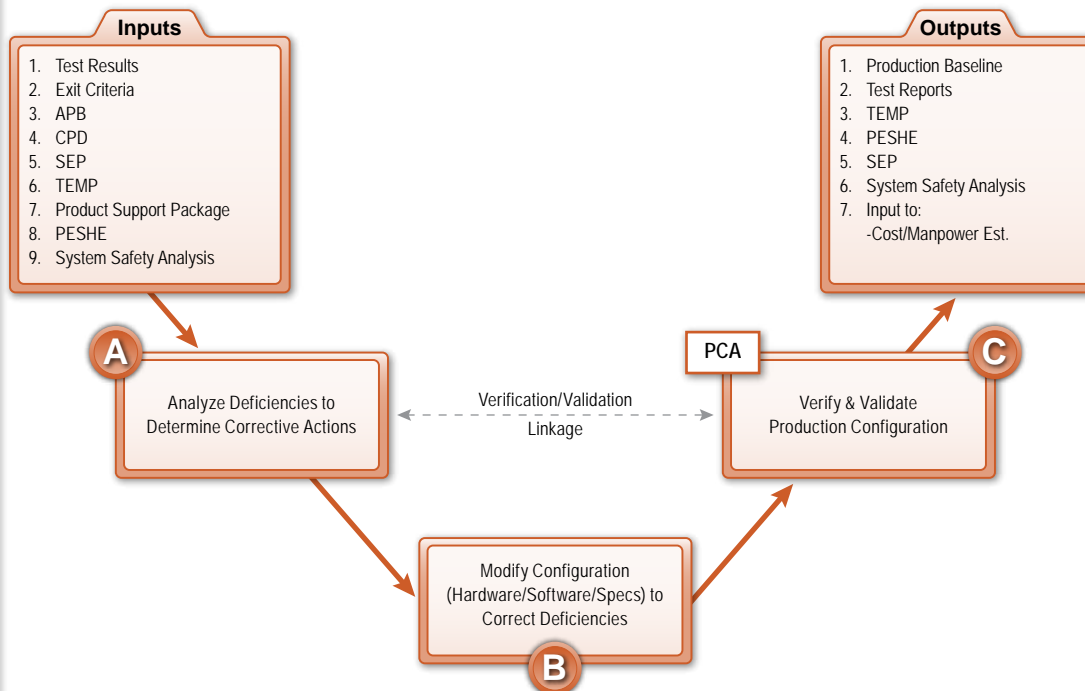 Inputs
1. Test Results
2. Exit Criteria
3. APB
4. CPD
5. SEP
6. TEMP
7. Product Support Package
8. PESHE
9. System Safety Analysis
Outputs
1. Production Baseline
2. Test Reports
3. TEMP
4. PESHE
5. SEP
6. System Safety Analysis
7. Input to:
-Cost/Manpower Est.
A
Analyze Deficiencies to
Determine Corrective Actions
Verification/Validation
Linkage
PCA
C
Verify & Validate
Production Configuration
Modify Configuration
(Hardware/Software/Specs) to
Correct Deficiencies
B